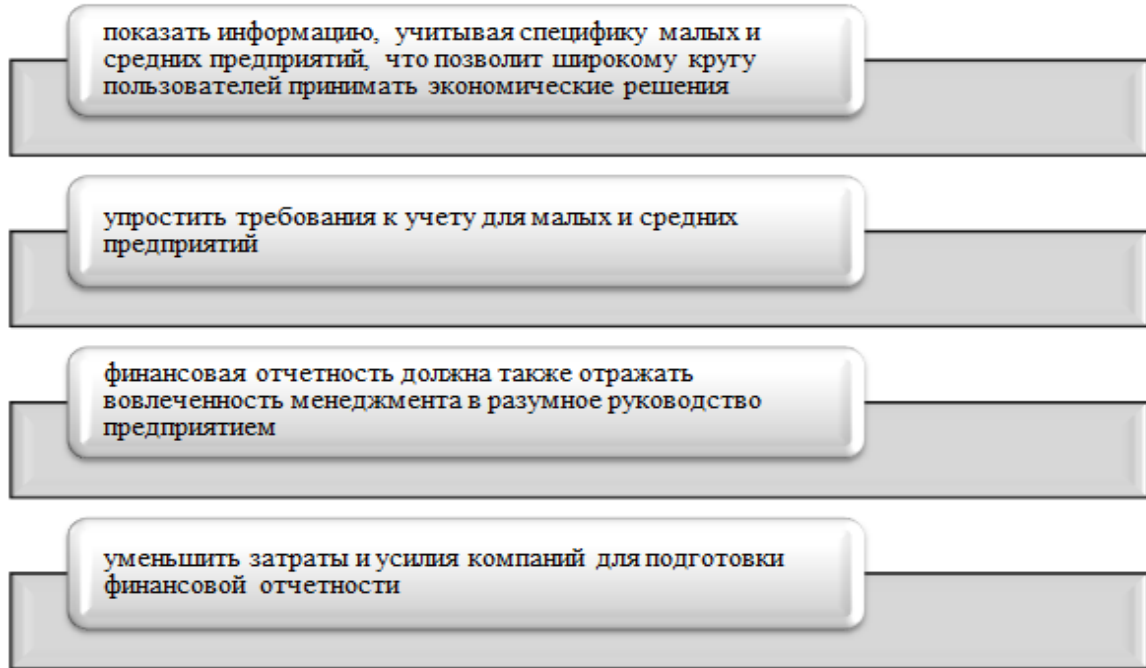 показать информацию, учитывая специфику малых и
средних предприятий, что позволит широкому кругу
пользователей принимать экономические решения
упростить требования к учету для малых и средних
предприятий
финансовая отчетность должна также отражать
вовлеченность менеджмента в разумное руководство
предприятием
уменьшить затраты и усилия компаний для подготовки
финансовой отчетности